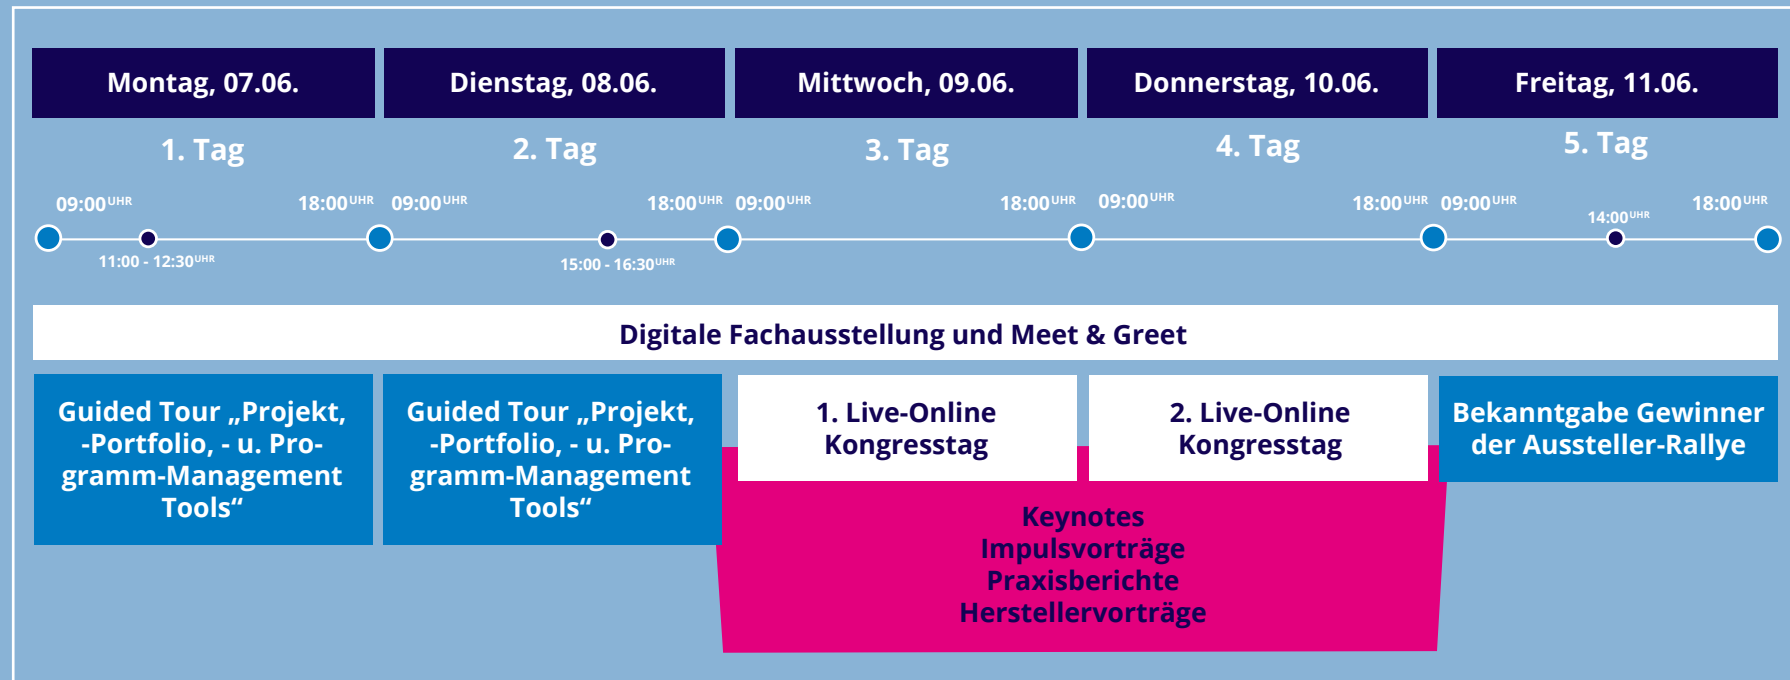 Montag, 07.06.
Dienstag, 08.06.
Mittwoch, 09.06.
Donnerstag, 10.06.
Freitag, 11.06.
1. Tag
2. Tag
3. Tag
4. Tag
5. Tag
09:00 UHR
18:00 UHR
09:00 UHR
18:00 UHR
09:00 UHR
18:00 UHR
09:00 UHR
18:00 UHR
09:00 UHR
14:00 UHR
18:00 UHR
11:00 - 12:30 UHR
15:00 - 16:30 UHR
Digitale Fachausstellung und Meet & Greet
Guided Tour „Projekt,
-Portfolio, - u. Pro-
gramm-Management
Tools“
Guided Tour „Projekt,
-Portfolio, - u. Pro-
gramm-Management
Tools“
1. Live-Online
Kongresstag
2. Live-Online
Kongresstag
Bekanntgabe Gewinner
der Aussteller-Rallye
Keynotes
Impulsvorträge
Praxisberichte
Herstellervorträge